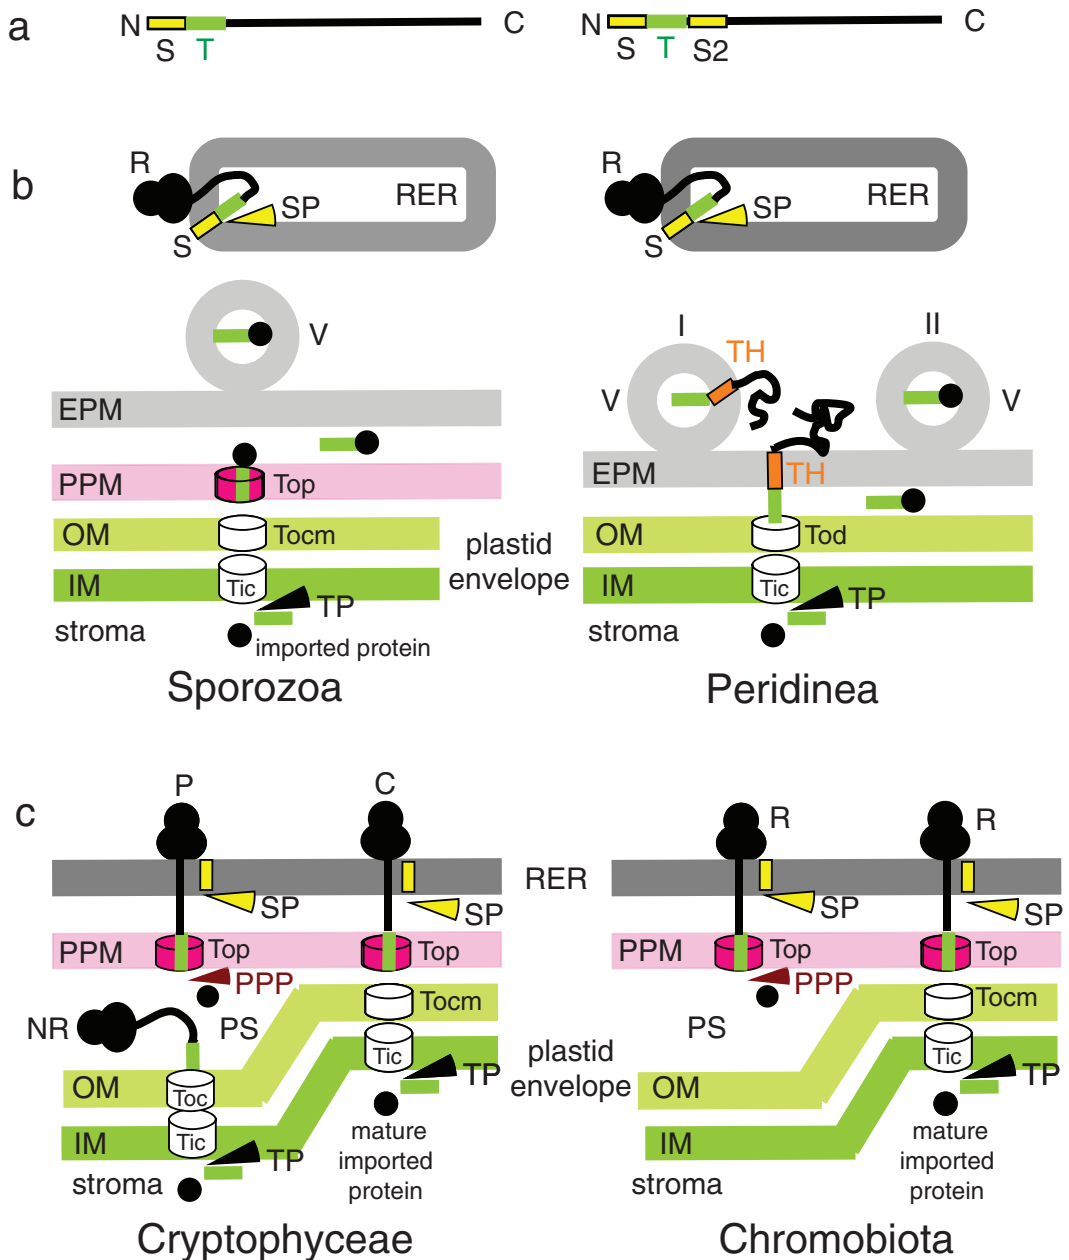 a
N
S
T
C
N
S
T
S2
C
b
R
RER
SP
S
R
RER
SP
S
V
EPM
PPM
Top
OM
Tocm
IM
Tic
TP
stroma
imported protein
Sporozoa
plastid
envelope
I
II
TH
V
V
EPM
TH
OM
Tod
IM
Tic
TP
stroma
Peridinea
c
P
C
SP
SP
PPM
Top
Top
PPP
NR
PS
Tocm
OM
Toc
Tic
IM
Tic
TP
TP
stroma
mature
imported
protein
Cryptophyceae
RER
plastid
envelope
R
R
SP
SP
PPM
Top
Top
PPP
PS
Tocm
OM
Tic
TP
IM
stroma
mature
imported
protein
Chromobiota